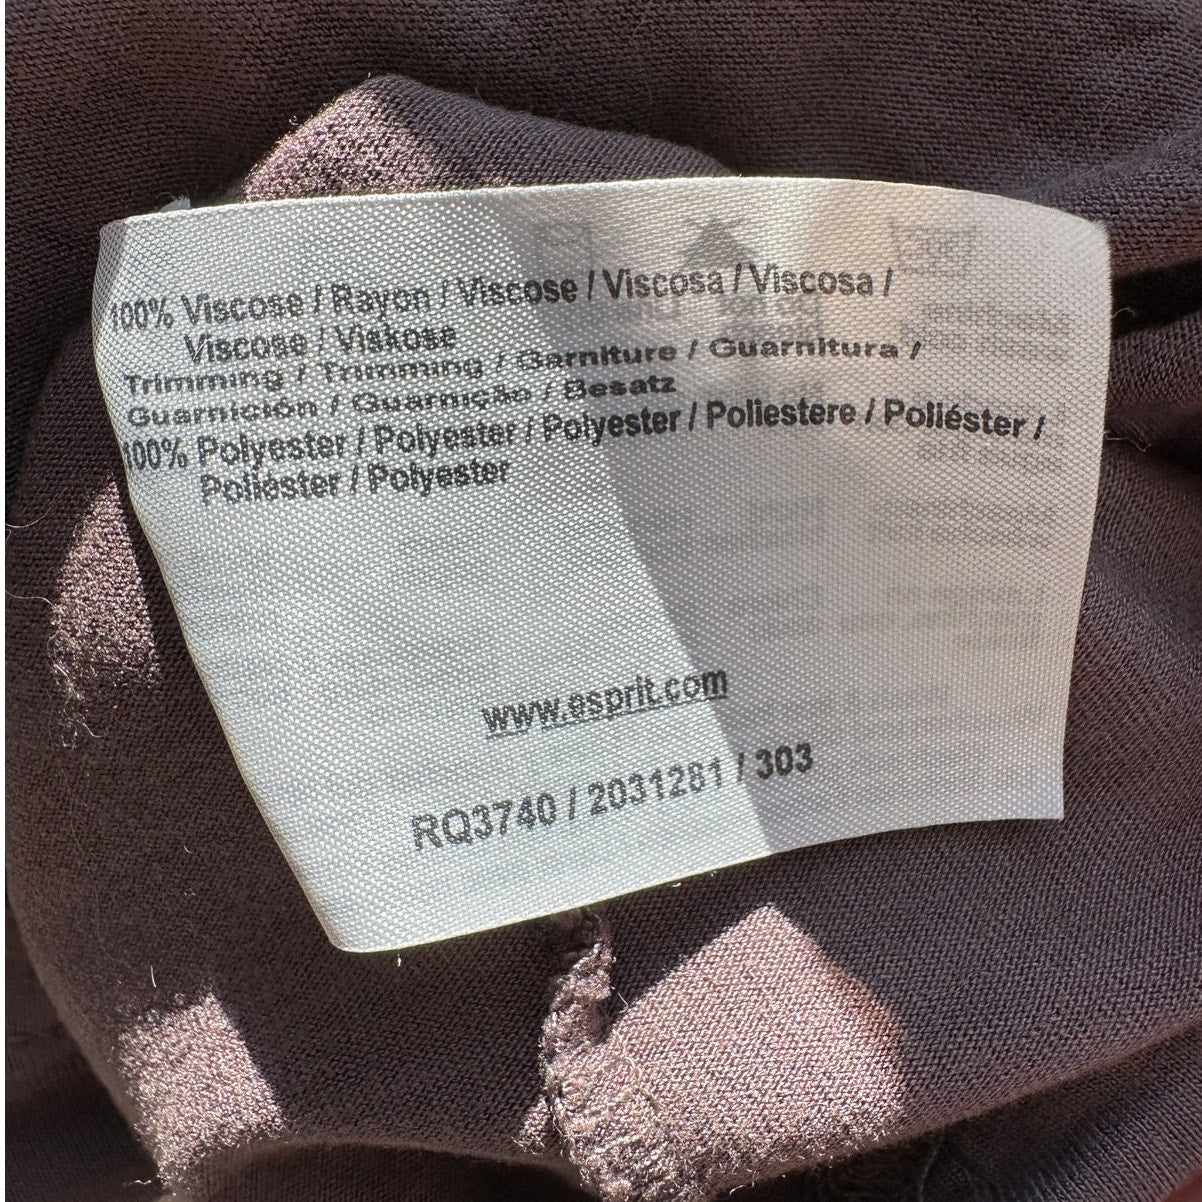 100% Viscose / Rayon / Viscose / Viscosa / Viscosa /
Viscose / Viskose
Trimming / Trimming / Garniture / Guarnitura /
Guarnición / Guarnição / Besatz
100% Polyester / Polyester / Polyester / Poliestere / Poliéster /
Poliéster / Polyester
www.esprit.com
RQ3740 / 2031281 / 303